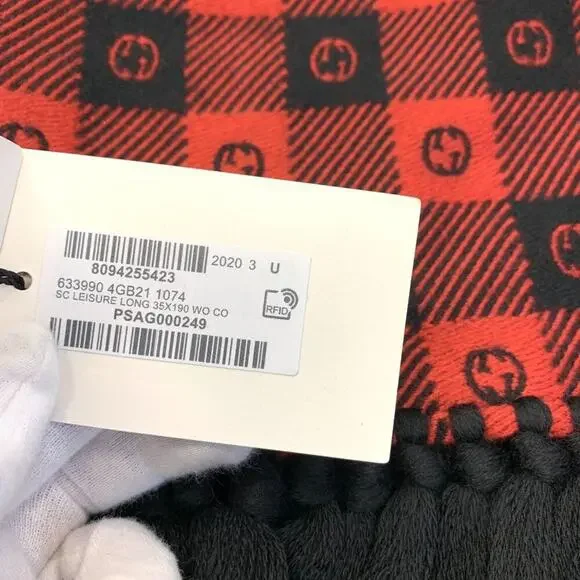 8094255423 2020 3 U
633990 4GB21 1074
SC LEISURE LONG 35X190 WO CO
PSAG000249
RFID